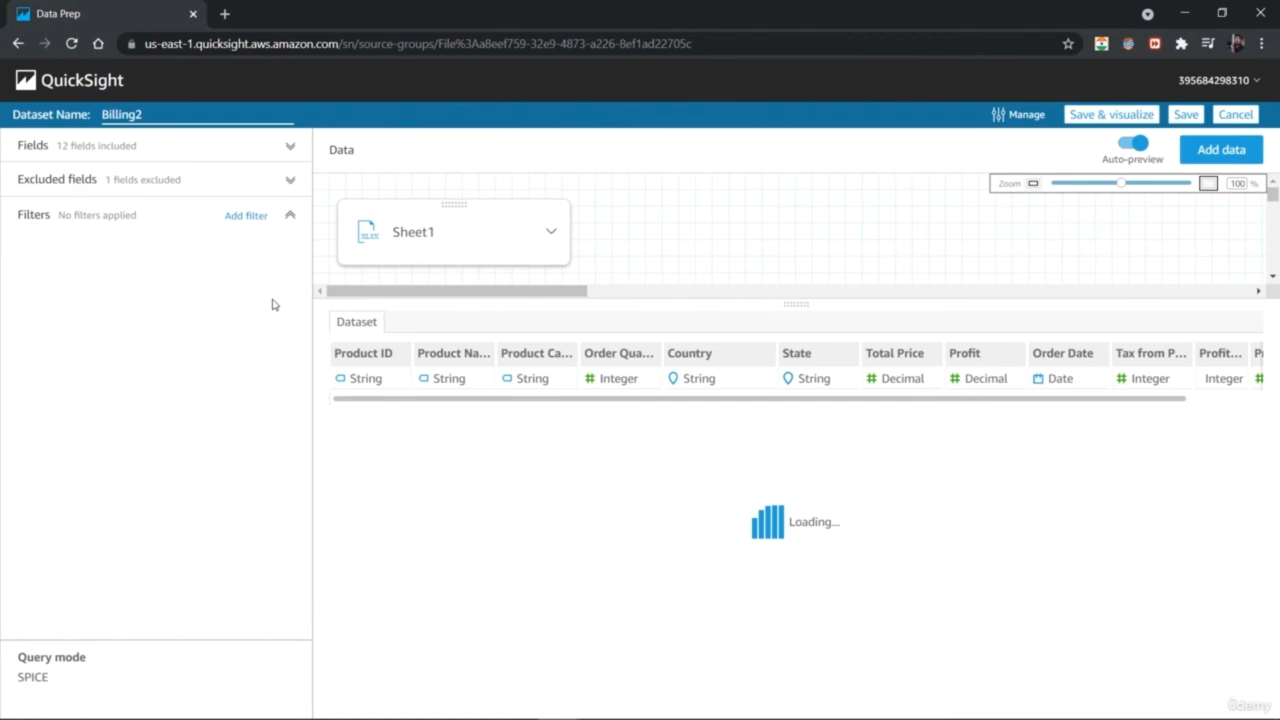 Data Prep
us-east-1.quicksight.aws.amazon.com/sn/source-groups/File%3Aa8eef759-32e9-4873-a226-8ef1ad22705c
QuickSight
395684298310
Dataset Name: Billing2
Manage
Save & visualize
Save
Cancel
Fields 12 fields included
Data
Auto-preview
Add data
Excluded fields 1 fields excluded
Zoom 100 %
Filters No filters applied Add filter
Sheet1
Dataset
Product ID Product Na... Product Ca... Order Qua... Country State Total Price Profit Order Date Tax from P... Profit...
String String String Integer String String Decimal Decimal Date Integer Integer
Loading...
Query mode
SPICE
ûdemy